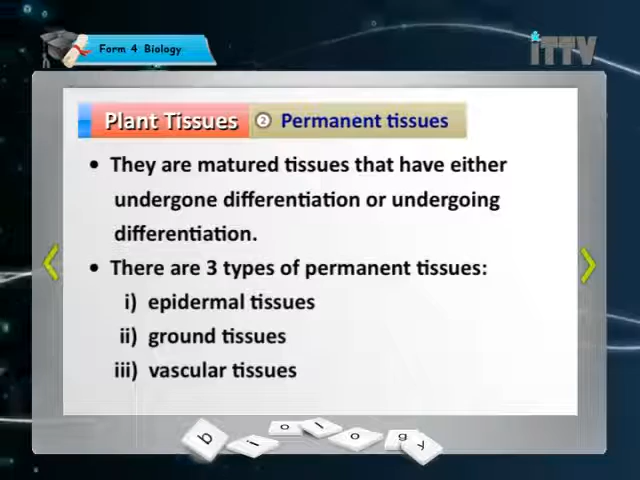 Form 4 Biology
iTTV
Plant Tissues 2 Permanent tissues
• They are matured tissues that have either
undergone differentiation or undergoing
differentiation.
• There are 3 types of permanent tissues:
i) epidermal tissues
ii) ground tissues
iii) vascular tissues
biology